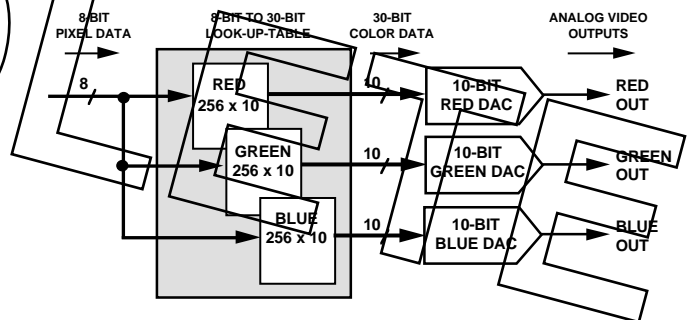 8-BIT PIXEL DATA
8-BIT TO 30-BIT LOOK-UP-TABLE
30-BIT COLOR DATA
ANALOG VIDEO OUTPUTS
8
RED
256 x 10
10
10-BIT
RED DAC
RED
OUT
GREEN
256 x 10
10
10-BIT
GREEN DAC
GREEN
OUT
BLUE
256 x 10
10
10-BIT
BLUE DAC
BLUE
OUT